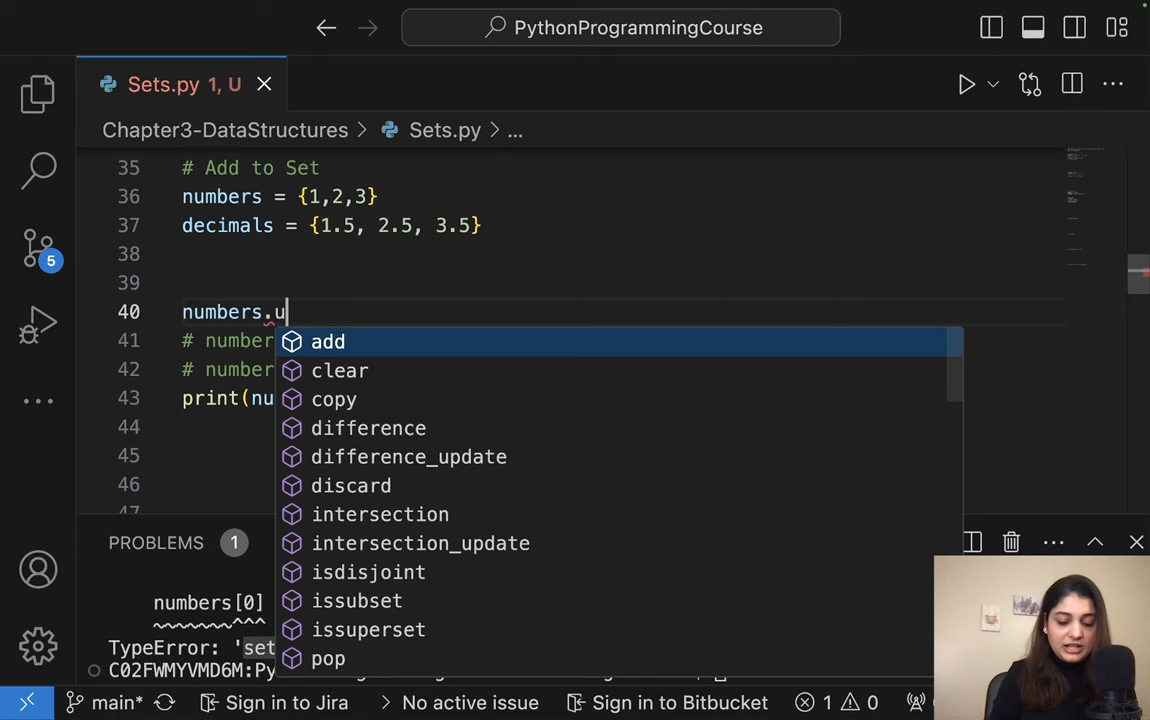 PythonProgrammingCourse
Sets.py 1, U
Chapter3-DataStructures > Sets.py > ...
35 # Add to Set
36 numbers = {1,2,3}
37 decimals = {1.5, 2.5, 3.5}
38
39
40 numbers.u
41 # number
42 # number
43 print(nu
44
45
46
47
add
clear
copy
difference
difference_update
discard
intersection
intersection_update
isdisjoint
issubset
issuperset
pop
5
PROBLEMS 1
numbers[0]
~~~~~~~^^^
TypeError: 'set
C02FWMYVMD6M:Py
main* Sign in to Jira > No active issue Sign in to Bitbucket 1 0